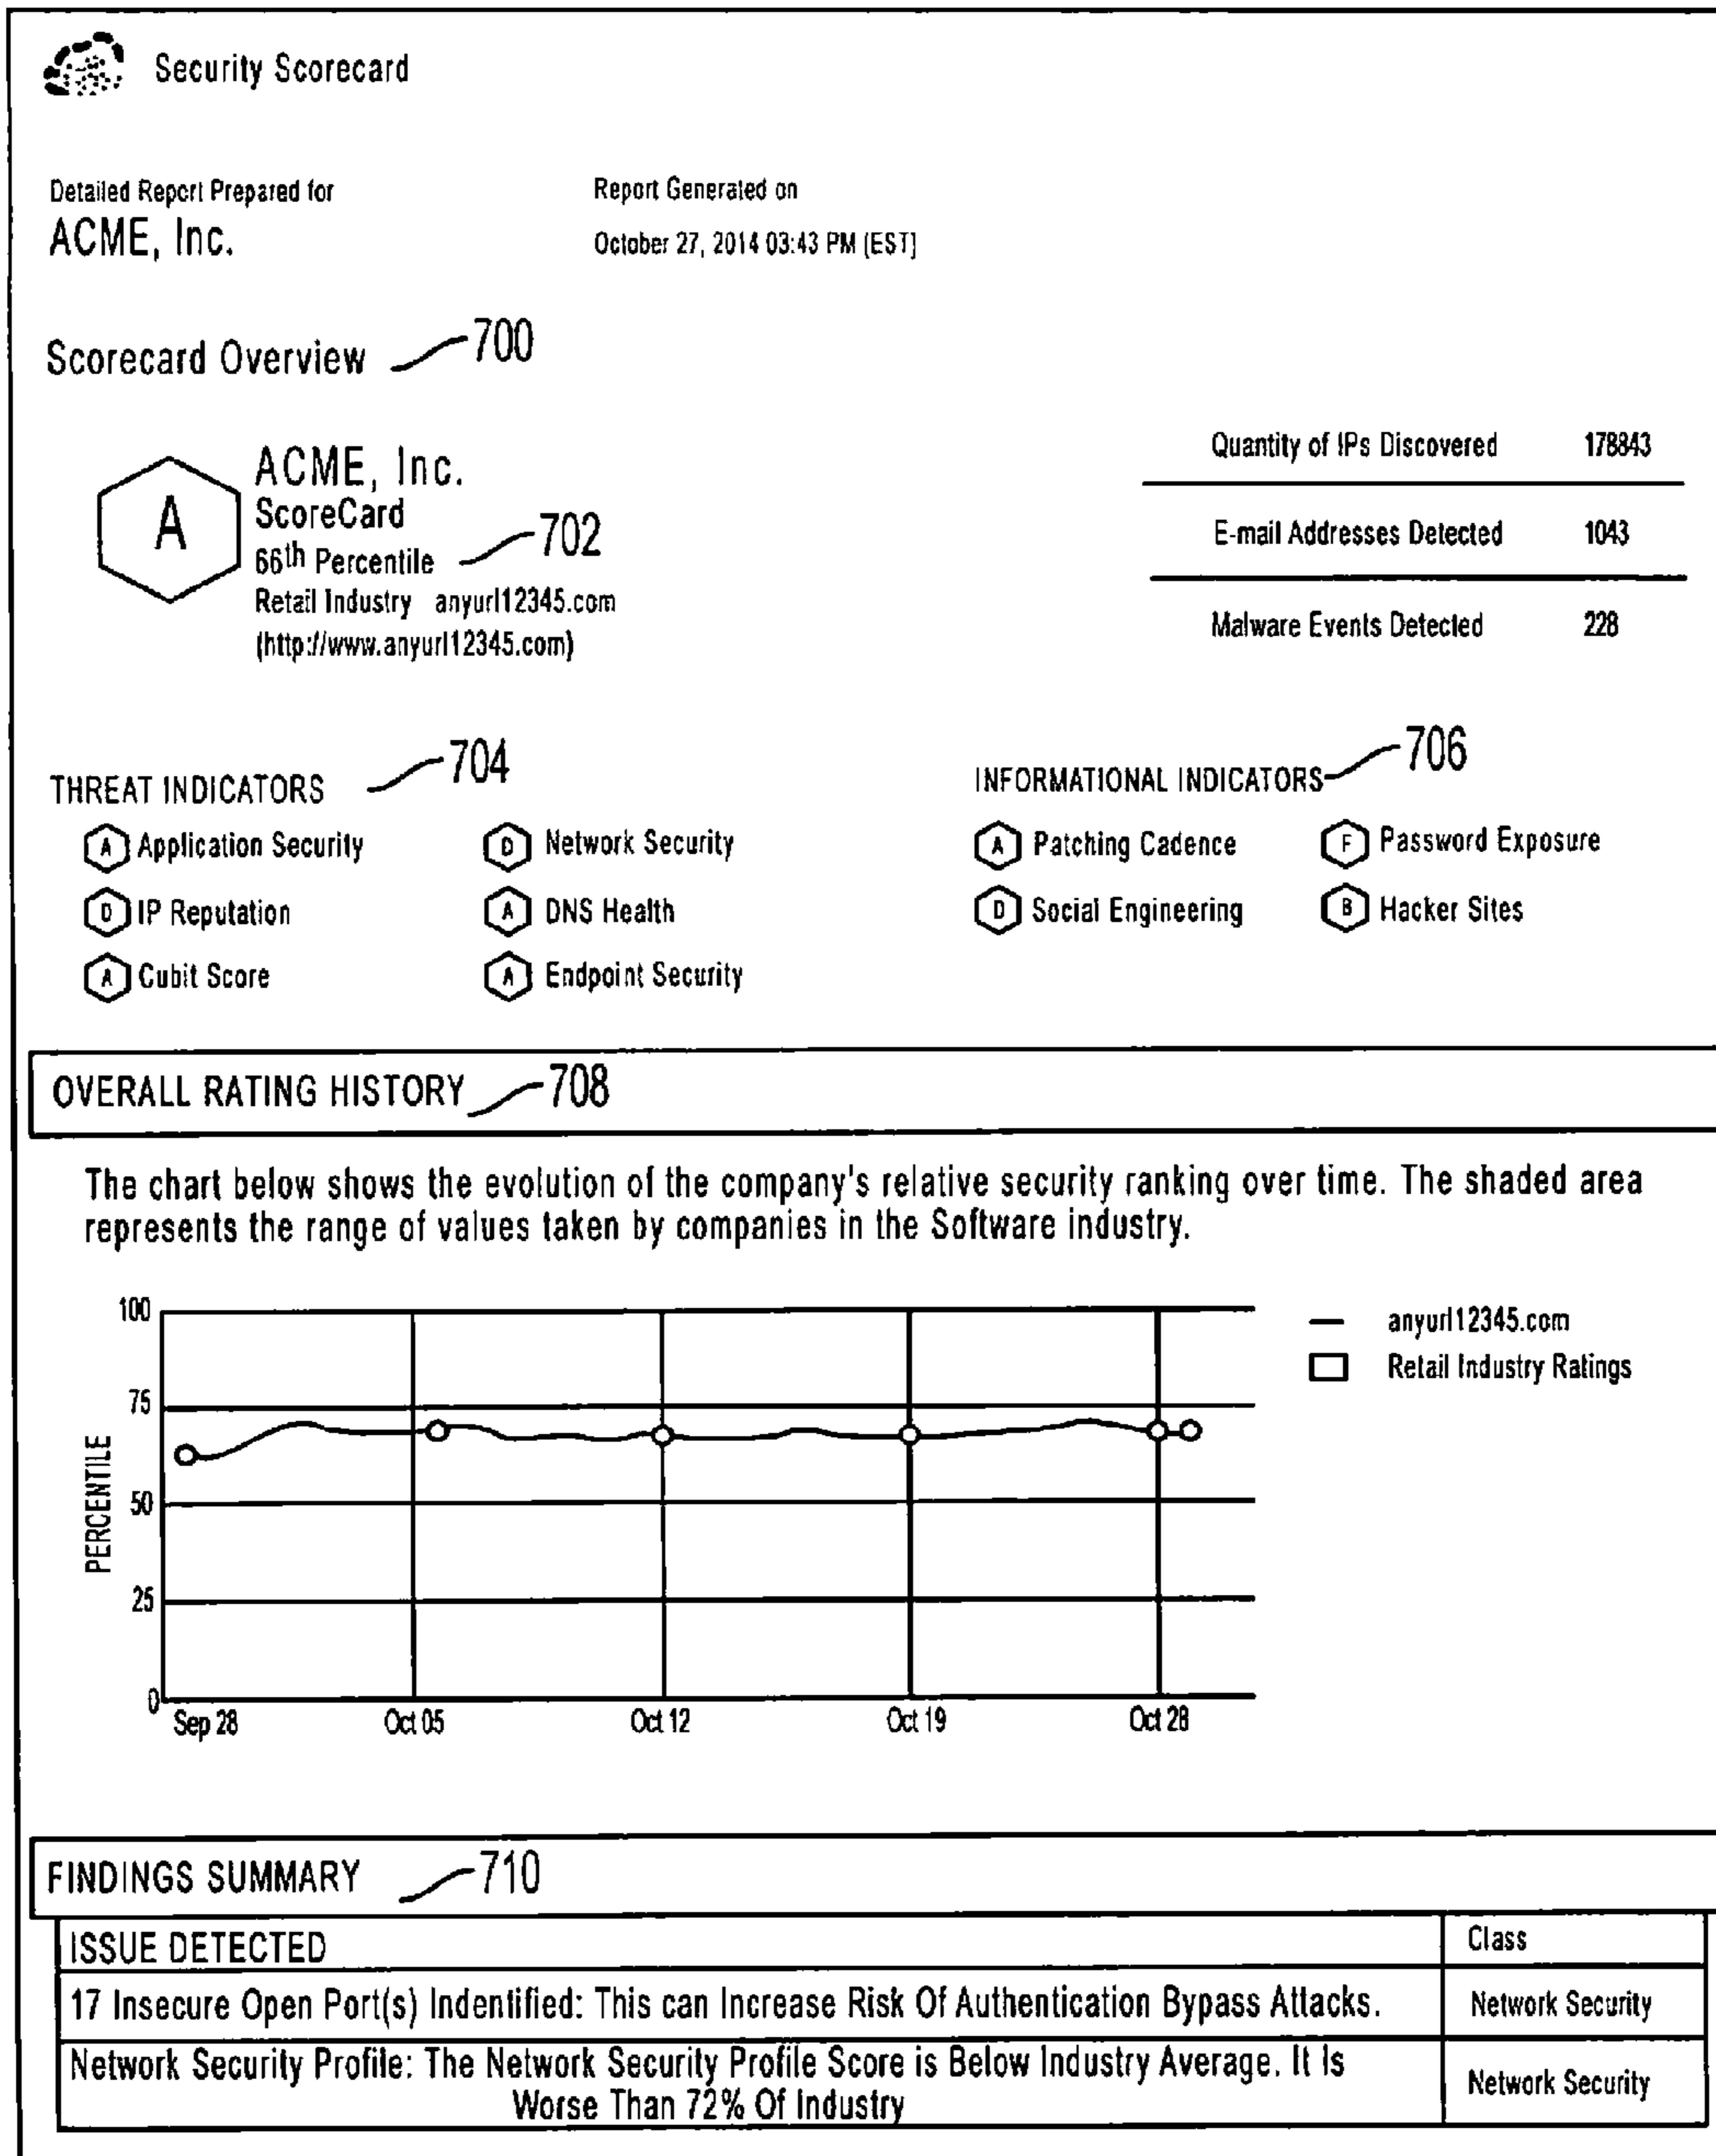 Security Scorecard
Detailed Report Prepared for
ACME, Inc.
Report Generated on
October 27, 2014 03:43 PM (EST)
Scorecard Overview 700
A
ACME, Inc.
ScoreCard
66th Percentile 702
Retail Industry anyurl12345.com
(http://www.anyurl12345.com)
Quantity of IPs Discovered 178843
E-mail Addresses Detected 1043
Malware Events Detected 228
THREAT INDICATORS 704
A Application Security D Network Security
D IP Reputation A DNS Health
A Cubit Score A Endpoint Security
INFORMATIONAL INDICATORS 706
A Patching Cadence F Password Exposure
D Social Engineering B Hacker Sites
OVERALL RATING HISTORY 708
The chart below shows the evolution of the company's relative security ranking over time. The shaded area
represents the range of values taken by companies in the Software industry.
PERCENTILE
100
75
50
25
0
Sep 28 Oct 05 Oct 12 Oct 19 Oct 28
anyurl12345.com
Retail Industry Ratings
FINDINGS SUMMARY 710
ISSUE DETECTED Class
17 Insecure Open Port(s) Indentified: This can Increase Risk Of Authentication Bypass Attacks. Network Security
Network Security Profile: The Network Security Profile Score is Below Industry Average. It Is
Worse Than 72% Of Industry
Network Security